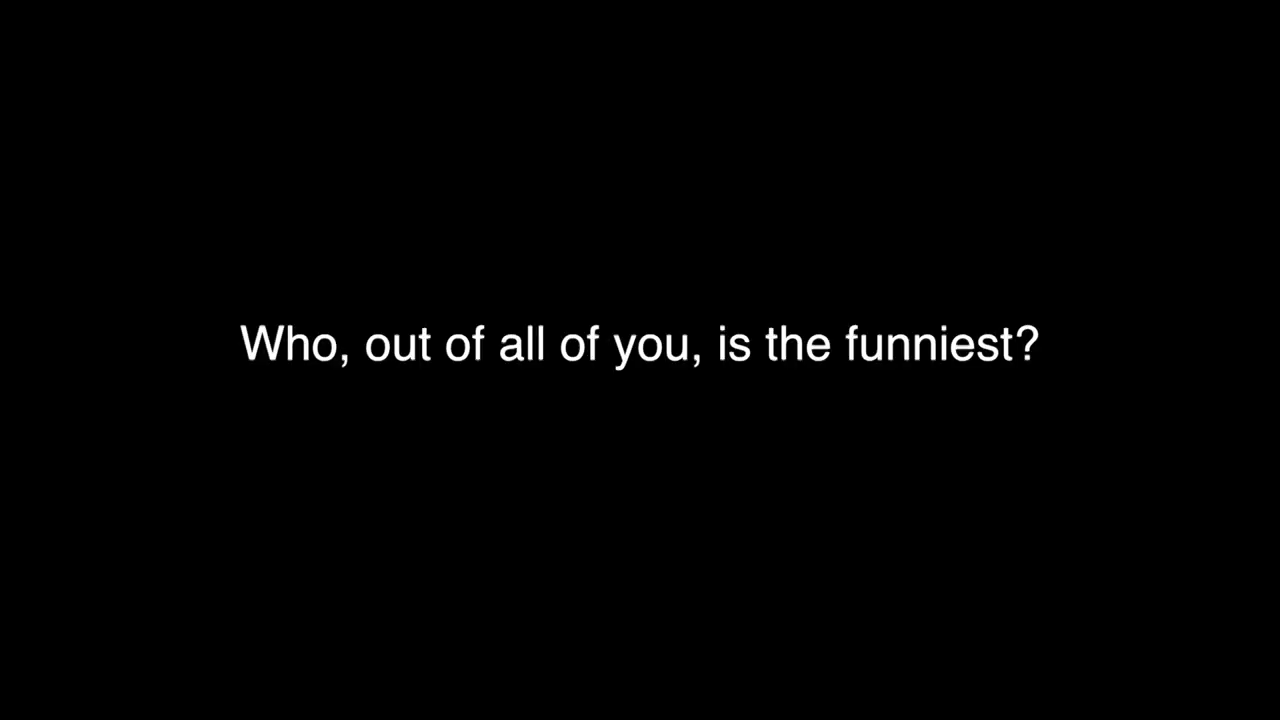 Who, out of all of you, is the funniest?